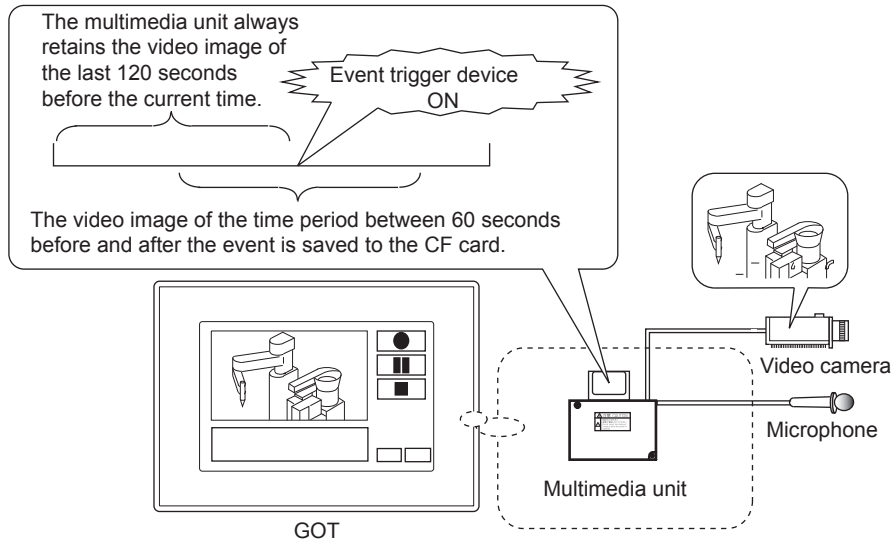 The multimedia unit always
retains the video image of
the last 120 seconds
before the current time.
Event trigger device
ON
The video image of the time period between 60 seconds
before and after the event is saved to the CF card.
Video camera
Microphone
Multimedia unit
GOT